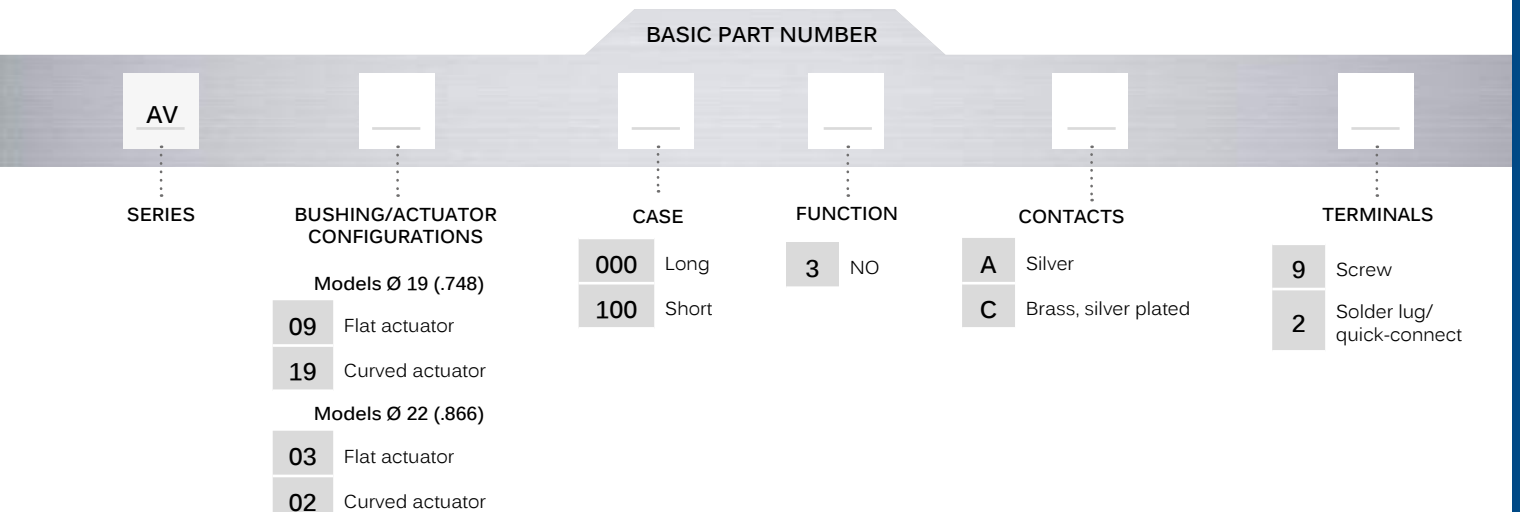 BASIC PART NUMBER
AV
SERIES
BUSHING/ACTUATOR
CONFIGURATIONS
Models Ø 19 (.748)
09 Flat actuator
19 Curved actuator
Models Ø 22 (.866)
03 Flat actuator
02 Curved actuator
CASE
000 Long
100 Short
FUNCTION
3 NO
CONTACTS
A Silver
C Brass, silver plated
TERMINALS
9 Screw
2 Solder lug/
quick-connect